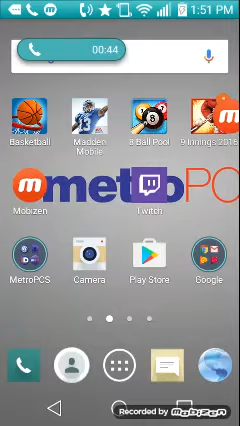 1:51 PM
00:44
Basketball
Madden Mobile
8 Ball Pool
9 Innings 2016
metroPC
Mobizen
Twitch
MetroPCS
Camera
Play Store
Google
Recorded by mobizen